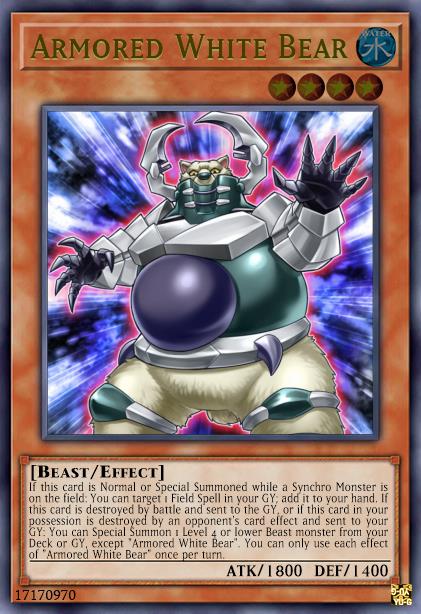 ARMORED WHITE BEAR
WATER
水
[BEAST/EFFECT]
If this card is Normal or Special Summoned while a Synchro Monster is
on the field: You can target 1 Field Spell in your GY; add it to your hand. If
this card is destroyed by battle and sent to the GY, or if this card in your
possession is destroyed by an opponent's card effect and sent to your
GY: You can Special Summon 1 Level 4 or lower Beast monster from your
Deck or GY, except "Armored White Bear". You can only use each effect
of "Armored White Bear" once per turn.
ATK/1800 DEF/1400
17170970